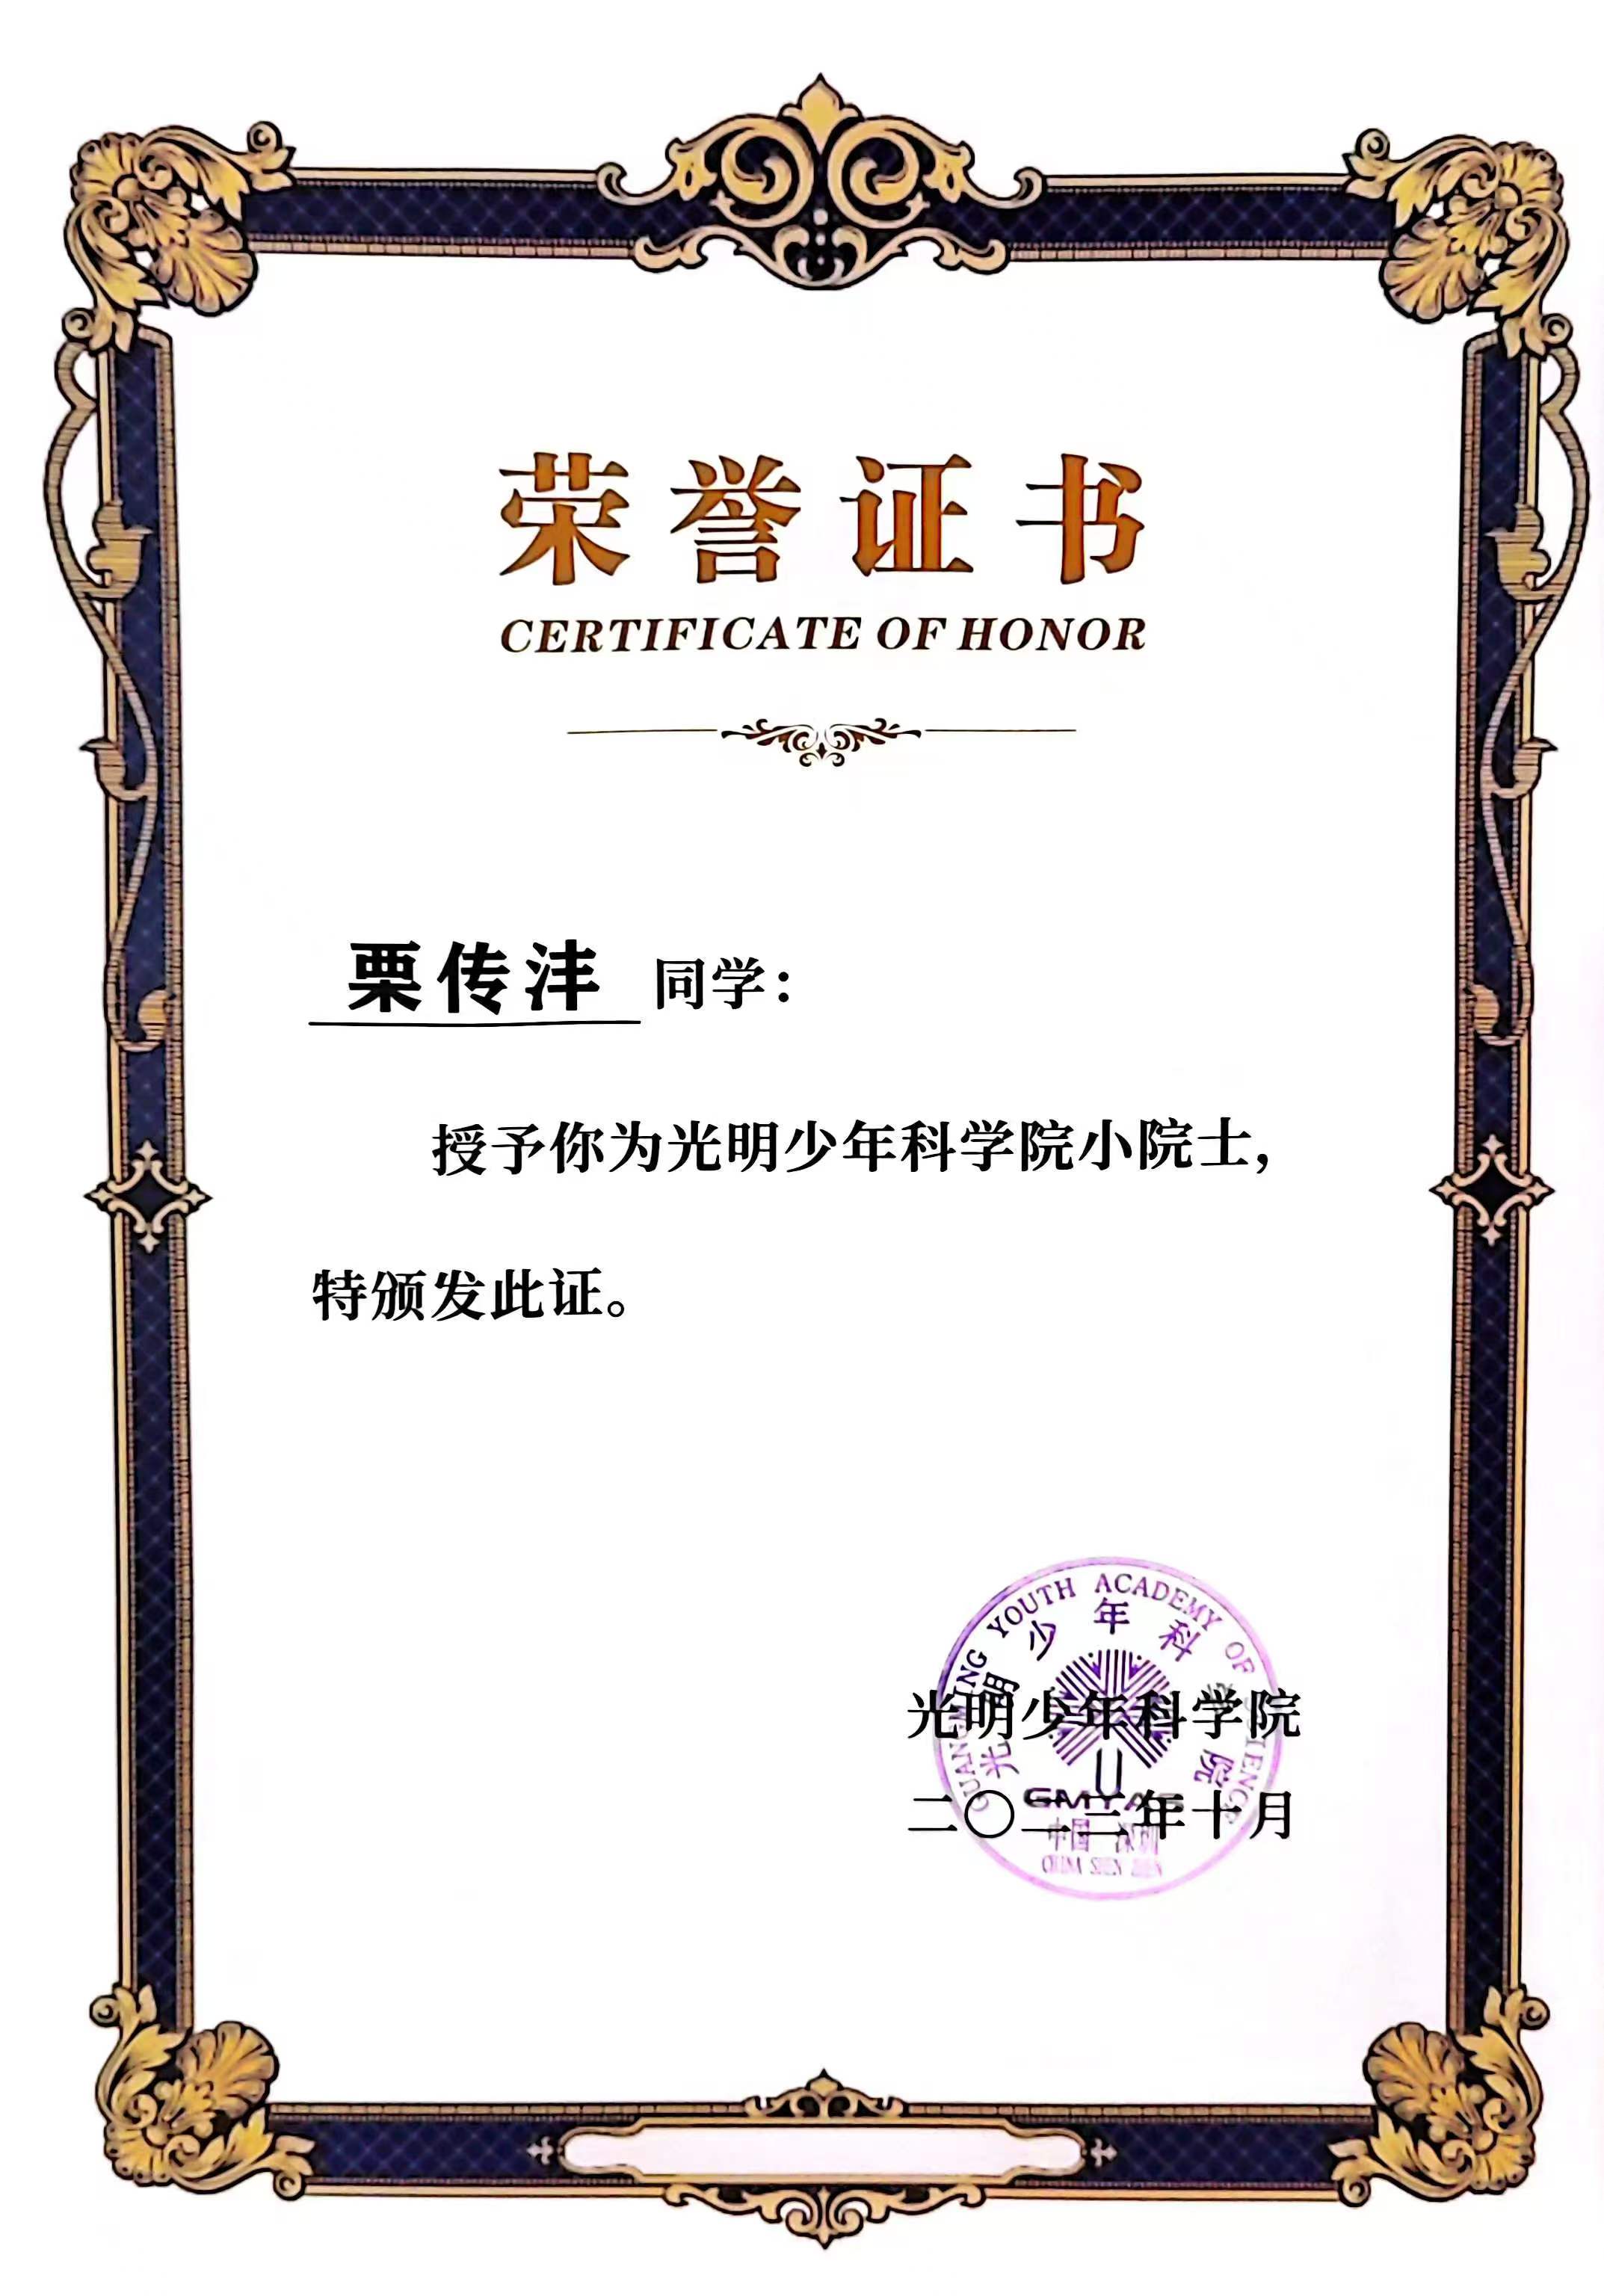 荣誉证书
CERTIFICATE OF HONOR
栗传沣 同学：
授予你为光明少年科学院小院士，
特颁发此证。
GUANGMING YOUTH ACADEMY OF SCIENCE
光明少年科学院
光明少年科学院
GMYAS
二〇二三年十月
中国 深圳
CHINA SHEN ZHEN